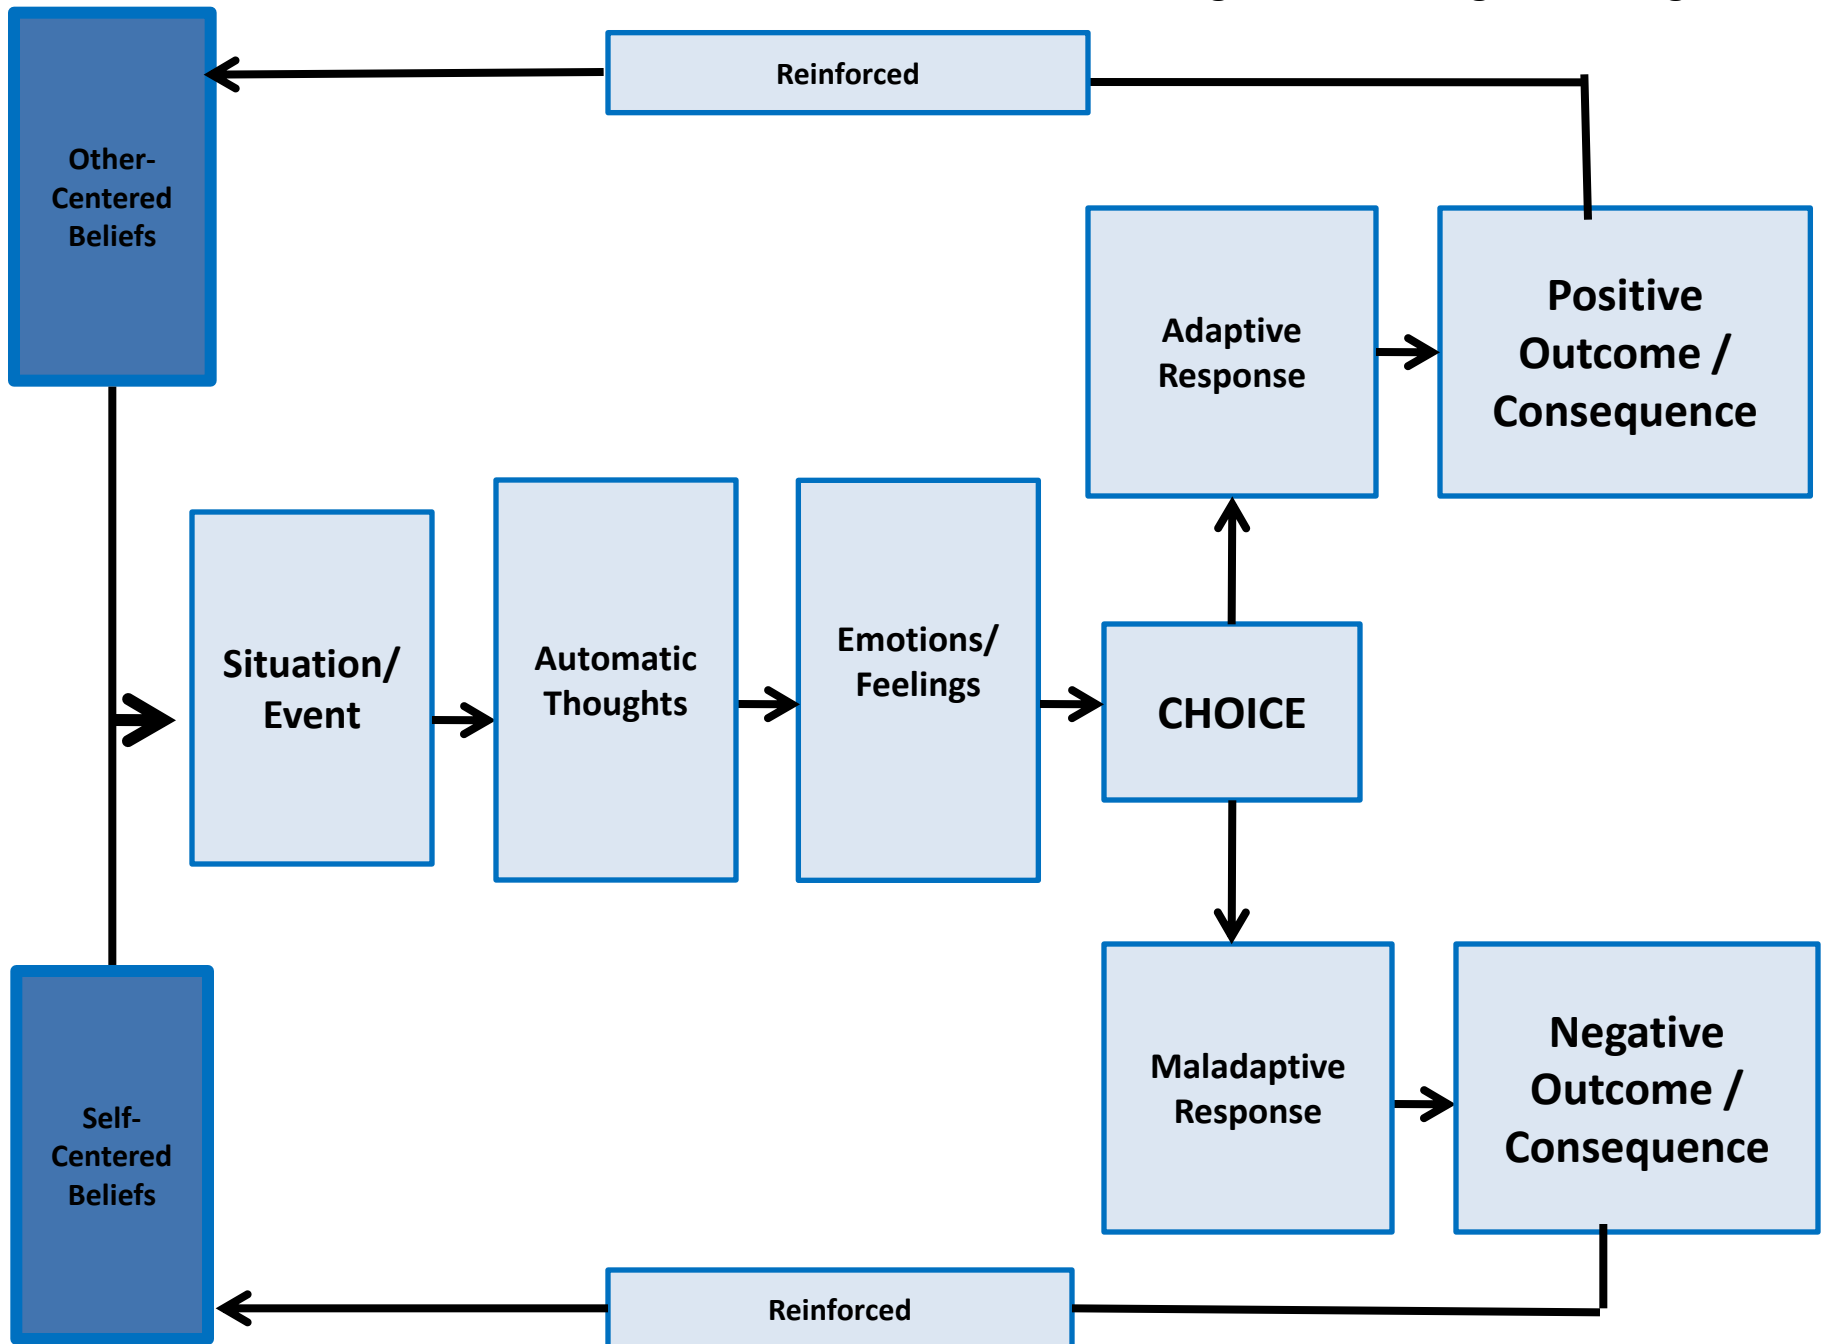 Reinforced
Other-
Centered
Beliefs
Adaptive
Response
Positive
Outcome /
Consequence
Situation/
Event
Automatic
Thoughts
Emotions/
Feelings
CHOICE
Maladaptive
Response
Negative
Outcome /
Consequence
Self-
Centered
Beliefs
Reinforced